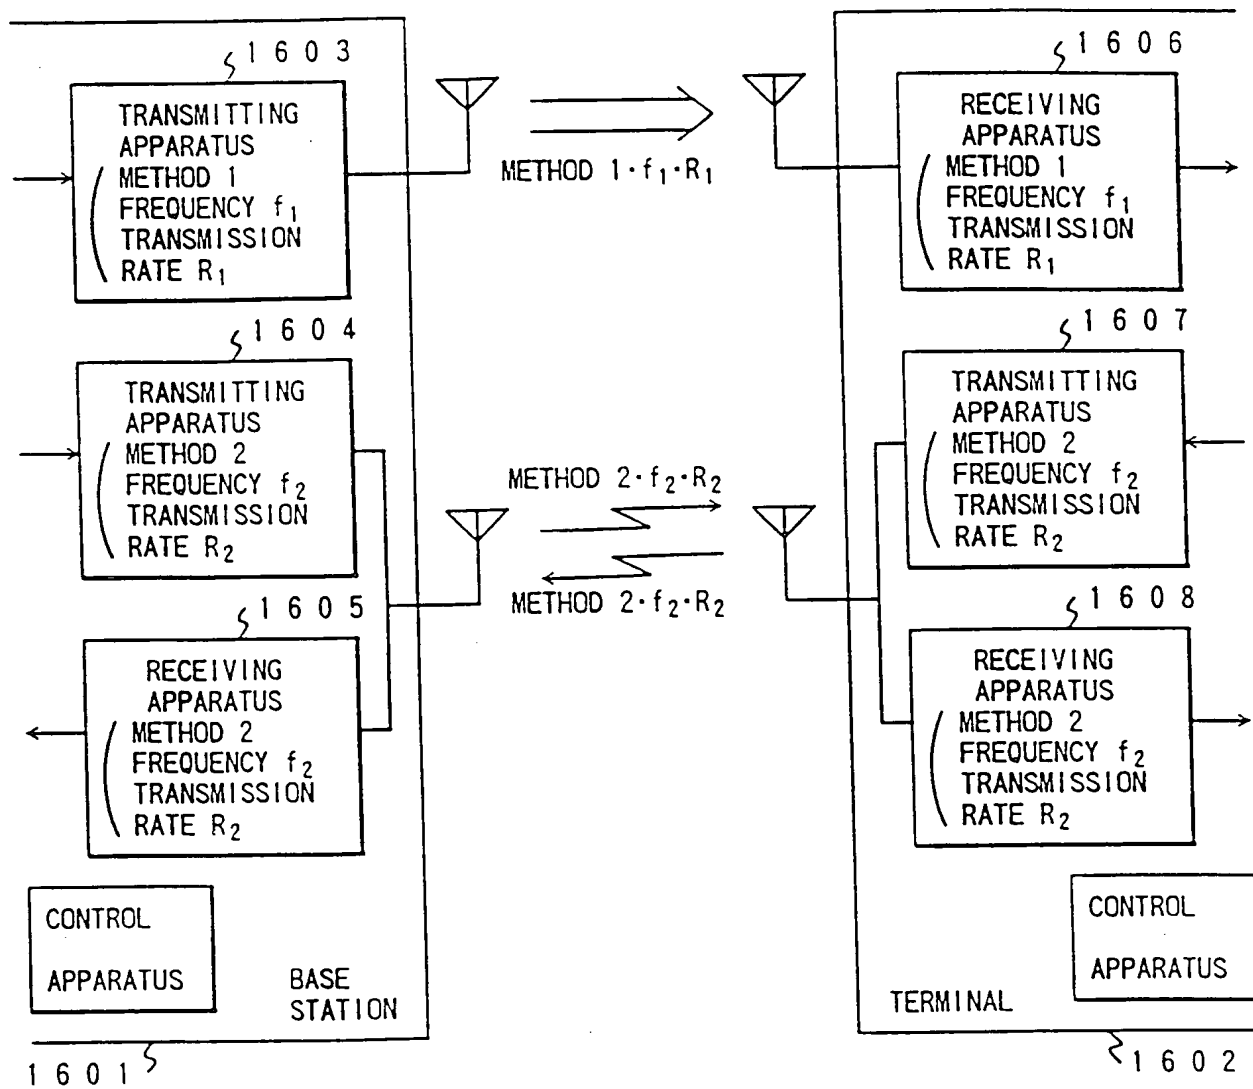 1603
TRANSMITTING
APPARATUS
METHOD 1
FREQUENCY f₁
TRANSMISSION
RATE R₁
METHOD 1・f₁・R₁
1606
RECEIVING
APPARATUS
METHOD 1
FREQUENCY f₁
TRANSMISSION
RATE R₁
1604
TRANSMITTING
APPARATUS
METHOD 2
FREQUENCY f₂
TRANSMISSION
RATE R₂
METHOD 2・f₂・R₂
METHOD 2・f₂・R₂
1607
TRANSMITTING
APPARATUS
METHOD 2
FREQUENCY f₂
TRANSMISSION
RATE R₂
1605
RECEIVING
APPARATUS
METHOD 2
FREQUENCY f₂
TRANSMISSION
RATE R₂
1608
RECEIVING
APPARATUS
METHOD 2
FREQUENCY f₂
TRANSMISSION
RATE R₂
CONTROL
APPARATUS
BASE
STATION
1601
TERMINAL
CONTROL
APPARATUS
1602